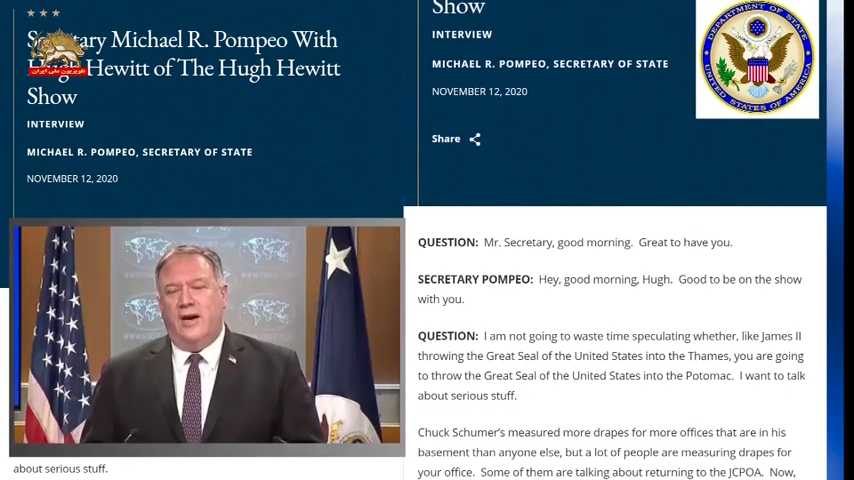 Secretary Michael R. Pompeo With
Hugh Hewitt of The Hugh Hewitt
Show
INTERVIEW
MICHAEL R. POMPEO, SECRETARY OF STATE
NOVEMBER 12, 2020
تلویزیون ملی ایران
about serious stuff.
Show
INTERVIEW
MICHAEL R. POMPEO, SECRETARY OF STATE
NOVEMBER 12, 2020
Share
DEPARTMENT OF STATE
UNITED STATES OF AMERICA
QUESTION: Mr. Secretary, good morning. Great to have you.
SECRETARY POMPEO: Hey, good morning, Hugh. Good to be on the show
with you.
QUESTION: I am not going to waste time speculating whether, like James II
throwing the Great Seal of the United States into the Thames, you are going
to throw the Great Seal of the United States into the Potomac. I want to talk
about serious stuff.
Chuck Schumer's measured more drapes for more offices that are in his
basement than anyone else, but a lot of people are measuring drapes for
your office. Some of them are talking about returning to the JCPOA. Now,